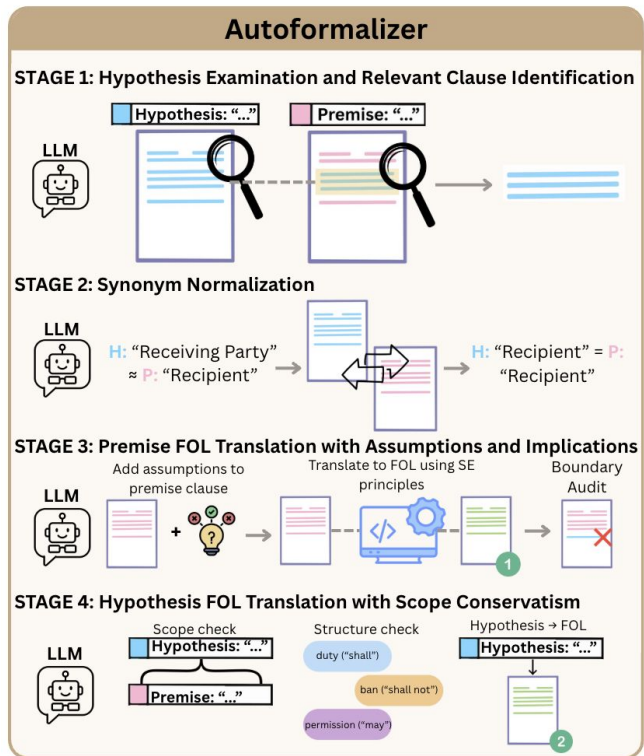 Autoformalizer
STAGE 1: Hypothesis Examination and Relevant Clause Identification
Hypothesis: “...”
Premise: “...”
LLM
STAGE 2: Synonym Normalization
LLM
H: “Receiving Party”
≈ P: “Recipient”
H: “Recipient” = P:
“Recipient”
STAGE 3: Premise FOL Translation with Assumptions and Implications
LLM
Add assumptions to
premise clause
+
Translate to FOL using SE
principles
</>
1
Boundary
Audit
STAGE 4: Hypothesis FOL Translation with Scope Conservatism
LLM
Scope check
Hypothesis: “...”
Premise: “...”
Structure check
duty (“shall”)
ban (“shall not”)
permission (“may”)
Hypothesis → FOL
Hypothesis: “...”
2